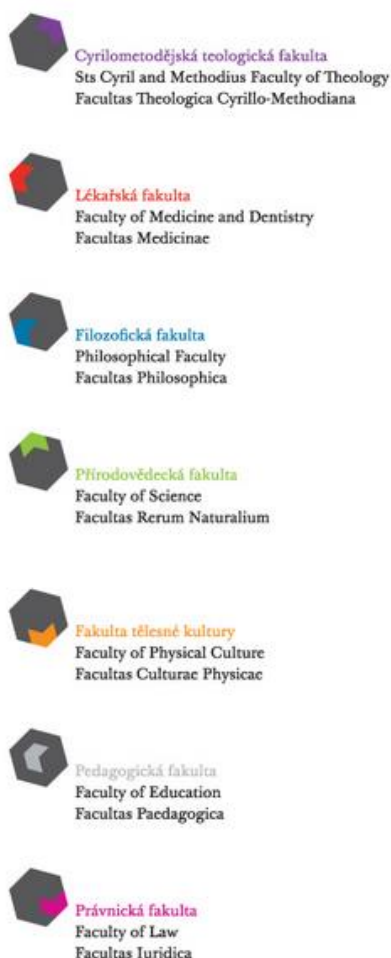 Cyrilometodějská teologická fakulta
Sts Cyril and Methodius Faculty of Theology
Facultas Theologica Cyrillo-Methodiana
Lékařská fakulta
Faculty of Medicine and Dentistry
Facultas Medicinae
Filozofická fakulta
Philosophical Faculty
Facultas Philosophica
Přírodovědecká fakulta
Faculty of Science
Facultas Rerum Naturalium
Fakulta tělesné kultury
Faculty of Physical Culture
Facultas Culturae Physicae
Pedagogická fakulta
Faculty of Education
Facultas Paedagogica
Právnická fakulta
Faculty of Law
Facultas Iuridica